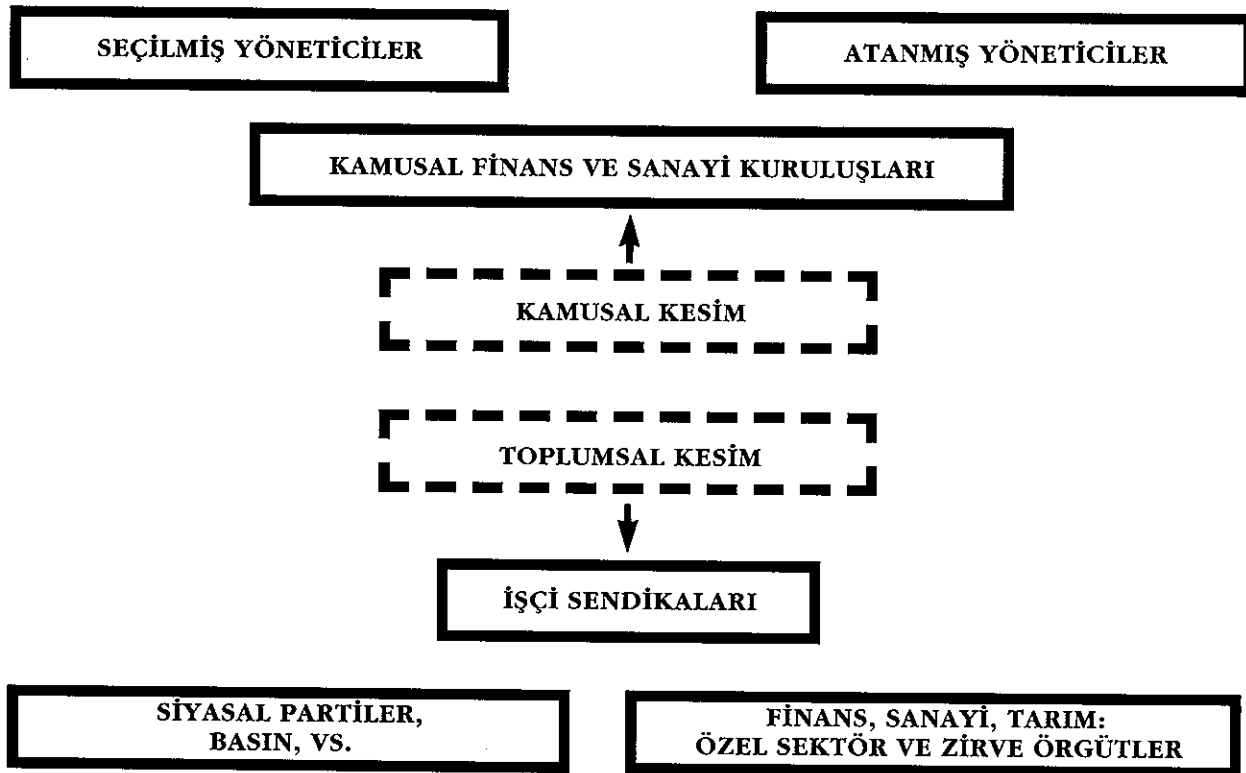 SEÇİLMİŞ YÖNETİCİLER
ATANMIŞ YÖNETİCİLER
KAMUSAL FİNANS VE SANAYİ KURULUŞLARI
KAMUSAL KESİM
TOPLUMSAL KESİM
İŞÇİ SENDİKALARI
SİYASAL PARTİLER,
BASIN, VS.
FİNANS, SANAYİ, TARIM:
ÖZEL SEKTÖR VE ZİRVE ÖRGÜTLER